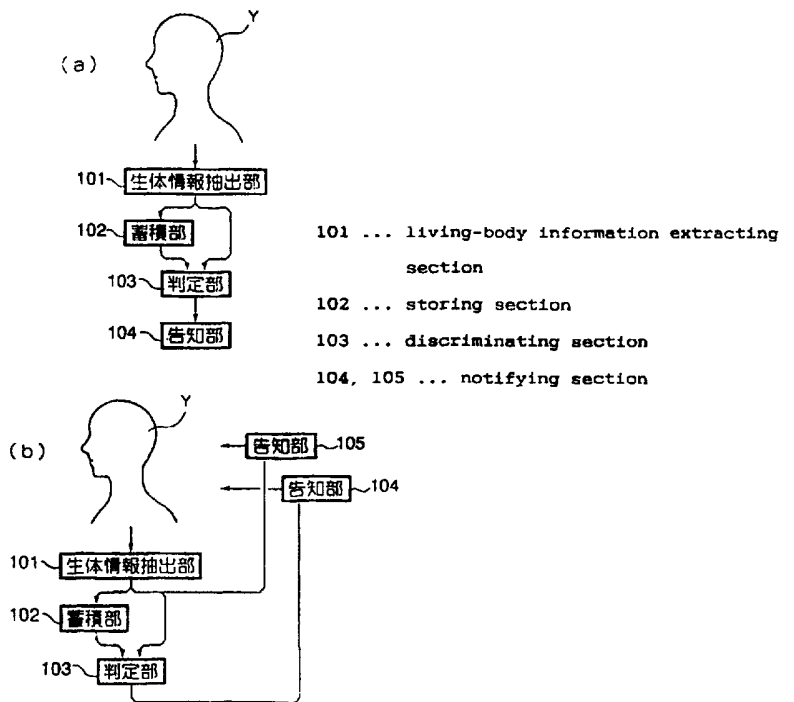 Y
(a)
101 生体情報抽出部
102 蓄積部
103 判定部
104 告知部
101 ... living-body information extracting
section
102 ... storing section
103 ... discriminating section
104, 105 ... notifying section
Y
(b)
告知部 105
告知部 104
101 生体情報抽出部
102 蓄積部
103 判定部